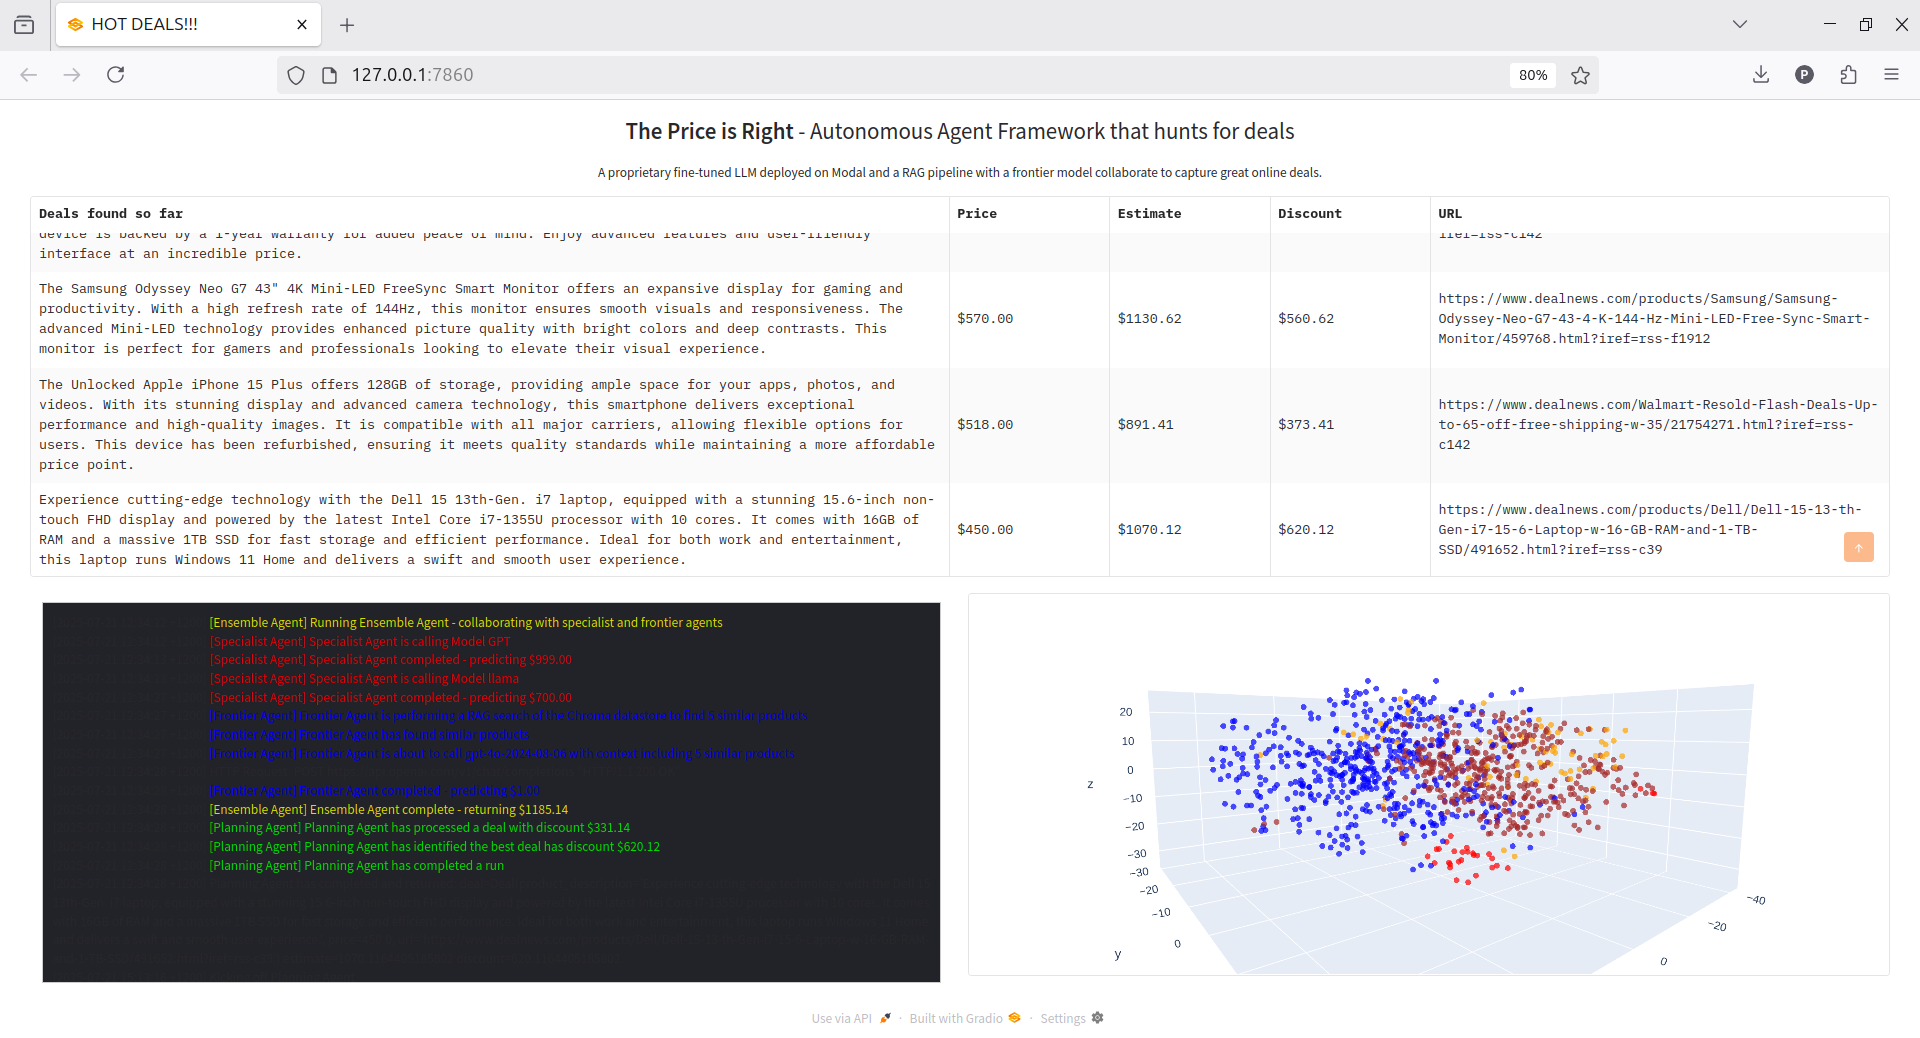 HOT DEALS!!!
127.0.0.1:7860
80%
P
The Price is Right - Autonomous Agent Framework that hunts for deals
A proprietary fine-tuned LLM deployed on Modal and a RAG pipeline with a frontier model collaborate to capture great online deals.
Deals found so far Price Estimate Discount URL
device is backed by a 1-year warranty for added peace of mind. Enjoy advanced features and user-friendly
interface at an incredible price.
iref=rss-c142
The Samsung Odyssey Neo G7 43" 4K Mini-LED FreeSync Smart Monitor offers an expansive display for gaming and
productivity. With a high refresh rate of 144Hz, this monitor ensures smooth visuals and responsiveness. The
advanced Mini-LED technology provides enhanced picture quality with bright colors and deep contrasts. This
monitor is perfect for gamers and professionals looking to elevate their visual experience.
$570.00 $1130.62 $560.62
https://www.dealnews.com/products/Samsung/Samsung-
Odyssey-Neo-G7-43-4-K-144-Hz-Mini-LED-Free-Sync-Smart-
Monitor/459768.html?iref=rss-f1912
The Unlocked Apple iPhone 15 Plus offers 128GB of storage, providing ample space for your apps, photos, and
videos. With its stunning display and advanced camera technology, this smartphone delivers exceptional
performance and high-quality images. It is compatible with all major carriers, allowing flexible options for
users. This device has been refurbished, ensuring it meets quality standards while maintaining a more affordable
price point.
$518.00 $891.41 $373.41
https://www.dealnews.com/Walmart-Resold-Flash-Deals-Up-
to-65-off-free-shipping-w-35/21754271.html?iref=rss-
c142
Experience cutting-edge technology with the Dell 15 13th-Gen. i7 laptop, equipped with a stunning 15.6-inch non-
touch FHD display and powered by the latest Intel Core i7-1355U processor with 10 cores. It comes with 16GB of
RAM and a massive 1TB SSD for fast storage and efficient performance. Ideal for both work and entertainment,
this laptop runs Windows 11 Home and delivers a swift and smooth user experience.
$450.00 $1070.12 $620.12
https://www.dealnews.com/products/Dell/Dell-15-13-th-
Gen-i7-15-6-Laptop-w-16-GB-RAM-and-1-TB-
SSD/491652.html?iref=rss-c39
[Ensemble Agent] Running Ensemble Agent - collaborating with specialist and frontier agents
[Specialist Agent] Specialist Agent is calling Model GPT
[Specialist Agent] Specialist Agent completed - predicting $999.00
[Specialist Agent] Specialist Agent is calling Model llama
[Specialist Agent] Specialist Agent completed - predicting $700.00
[Frontier Agent] Frontier Agent is performing a RAG search of the Chroma datastore to find 5 similar products
[Frontier Agent] Frontier Agent has found similar products
[Frontier Agent] Frontier Agent is about to call gpt-4o-2024-08-06 with context including 5 similar products
[Frontier Agent] Frontier Agent completed - predicting $1.00
[Ensemble Agent] Ensemble Agent complete - returning $1185.14
[Planning Agent] Planning Agent has processed a deal with discount $331.14
[Planning Agent] Planning Agent has identified the best deal has discount $620.12
[Planning Agent] Planning Agent has completed a run
20
10
0
z
−10
−20
−30
−30
−20
−10
0
y
−40
−20
0
Use via API · Built with Gradio · Settings